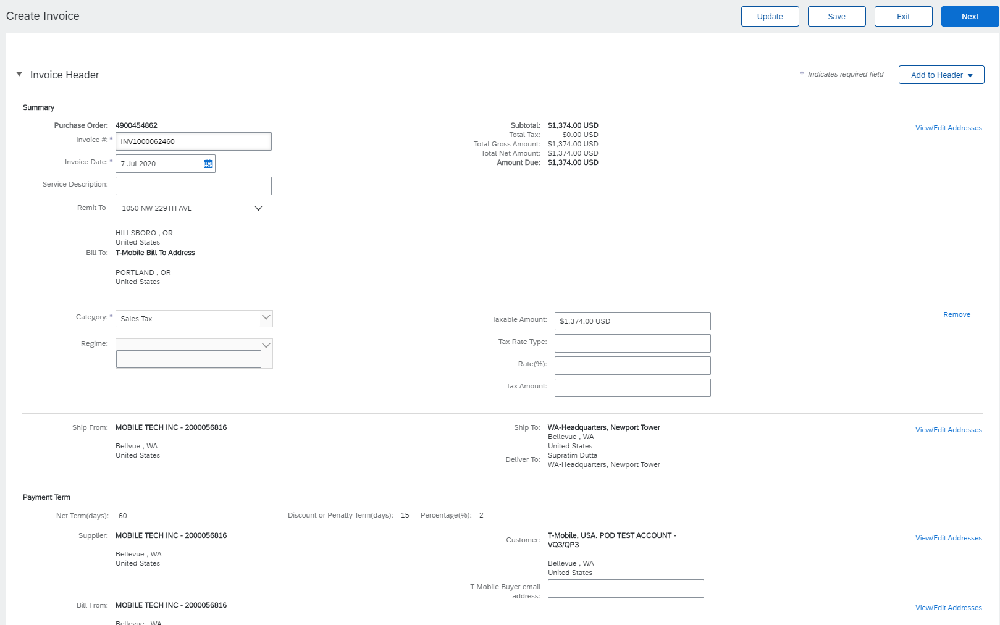 Create Invoice
Update
Save
Exit
Next
Invoice Header
* Indicates required field
Add to Header
Summary
Purchase Order: 4900454862
Invoice #: * INV1000062460
Invoice Date: * 7 Jul 2020
Service Description:
Remit To 1050 NW 229TH AVE
HILLSBORO , OR
United States
Bill To: T-Mobile Bill To Address
PORTLAND , OR
United States
Subtotal: $1,374.00 USD
Total Tax: $0.00 USD
Total Gross Amount: $1,374.00 USD
Total Net Amount: $1,374.00 USD
Amount Due: $1,374.00 USD
View/Edit Addresses
Category: * Sales Tax
Regime:
Taxable Amount: $1,374.00 USD
Tax Rate Type:
Rate(%):
Tax Amount:
Remove
Ship From: MOBILE TECH INC - 2000056816
Bellvue , WA
United States
Ship To: WA-Headquarters, Newport Tower
Bellevue , WA
United States
Deliver To: Supratim Dutta
WA-Headquarters, Newport Tower
View/Edit Addresses
Payment Term
Net Term(days): 60
Discount or Penalty Term(days): 15 Percentage(%): 2
Supplier: MOBILE TECH INC - 2000056816
Bellevue , WA
United States
Customer: T-Mobile, USA. POD TEST ACCOUNT -
VQ3/QP3
Bellevue , WA
United States
View/Edit Addresses
T-Mobile Buyer email
address:
Bill From: MOBILE TECH INC - 2000056816
Bellevue , WA
View/Edit Addresses